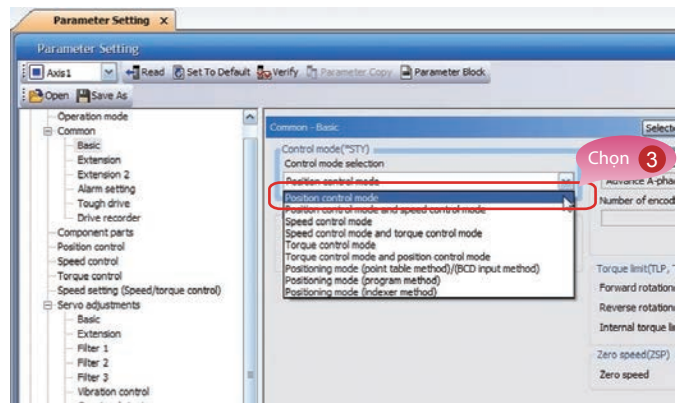 Parameter Setting x
Parameter Setting
Axis1 Read Set To Default Verify Parameter Copy Parameter Block
Open Save As
Operation mode
Common
Basic
Extension
Extension 2
Alarm setting
Tough drive
Drive recorder
Component parts
Position control
Speed control
Torque control
Speed setting (Speed/torque control)
Servo adjustments
Basic
Extension
Filter 1
Filter 2
Filter 3
Vibration control
Common - Basic
Control mode(*STY)
Control mode selection
Position control mode
Position control mode
Position control mode and speed control mode
Speed control mode
Speed control mode and torque control mode
Torque control mode
Torque control mode and position control mode
Positioning mode (point table method)/(BCD input method)
Positioning mode (program method)
Positioning mode (indexer method)
Chọn 3
Advance A-pha
Number of encod
Torque limit(TLP,
Forward rotation
Reverse rotation
Internal torque li
Zero speed(ZSP)
Zero speed